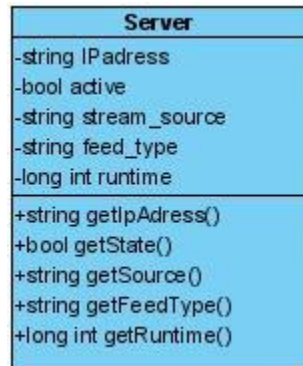 Server
-string IPadress
-bool active
-string stream_source
-string feed_type
-long int runtime
+string getIpAdress()
+bool getState()
+string getSource()
+string getFeedType()
+long int getRuntime()